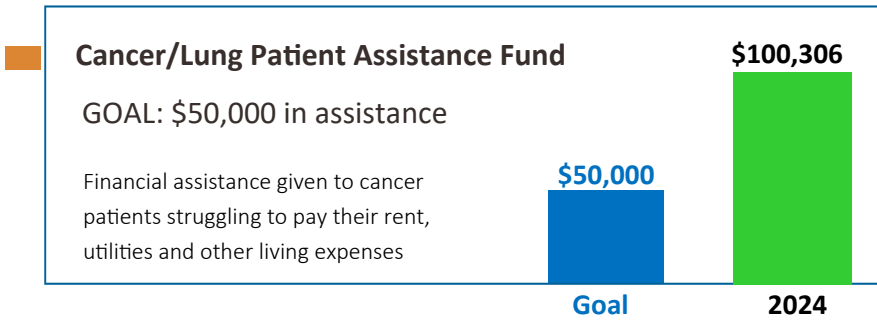 Cancer/Lung Patient Assistance Fund
GOAL: $50,000 in assistance
Financial assistance given to cancer
patients struggling to pay their rent,
utilities and other living expenses
$50,000
$100,306
Goal
2024